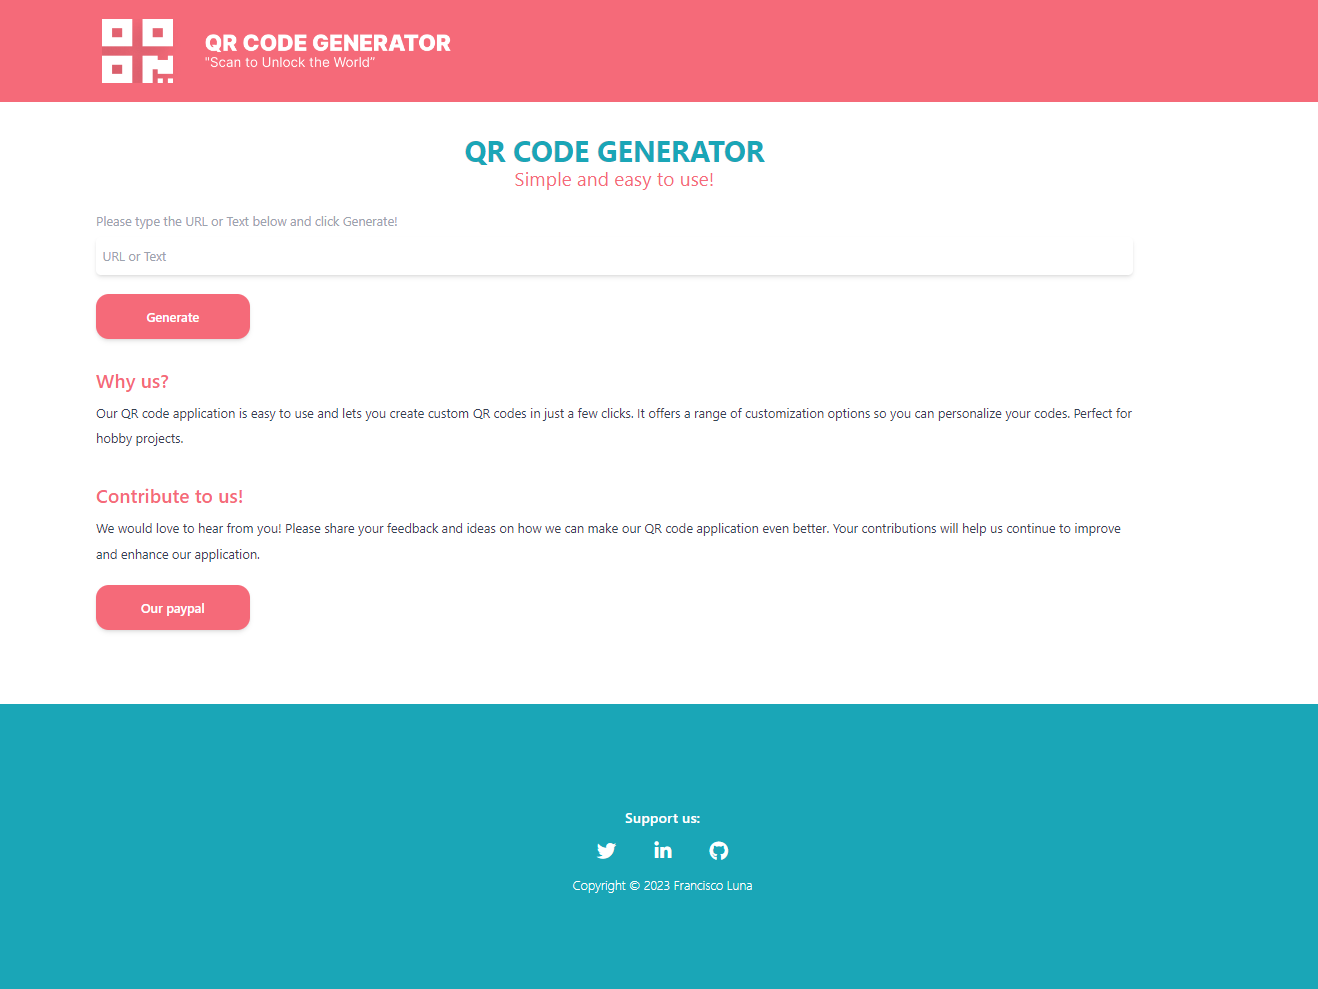 QR CODE GENERATOR
"Scan to Unlock the World"
QR CODE GENERATOR
Simple and easy to use!
Please type the URL or Text below and click Generate!
URL or Text
Generate
Why us?
Our QR code application is easy to use and lets you create custom QR codes in just a few clicks. It offers a range of customization options so you can personalize your codes. Perfect for
hobby projects.
Contribute to us!
We would love to hear from you! Please share your feedback and ideas on how we can make our QR code application even better. Your contributions will help us continue to improve
and enhance our application.
Our paypal
Support us:
Copyright © 2023 Francisco Luna